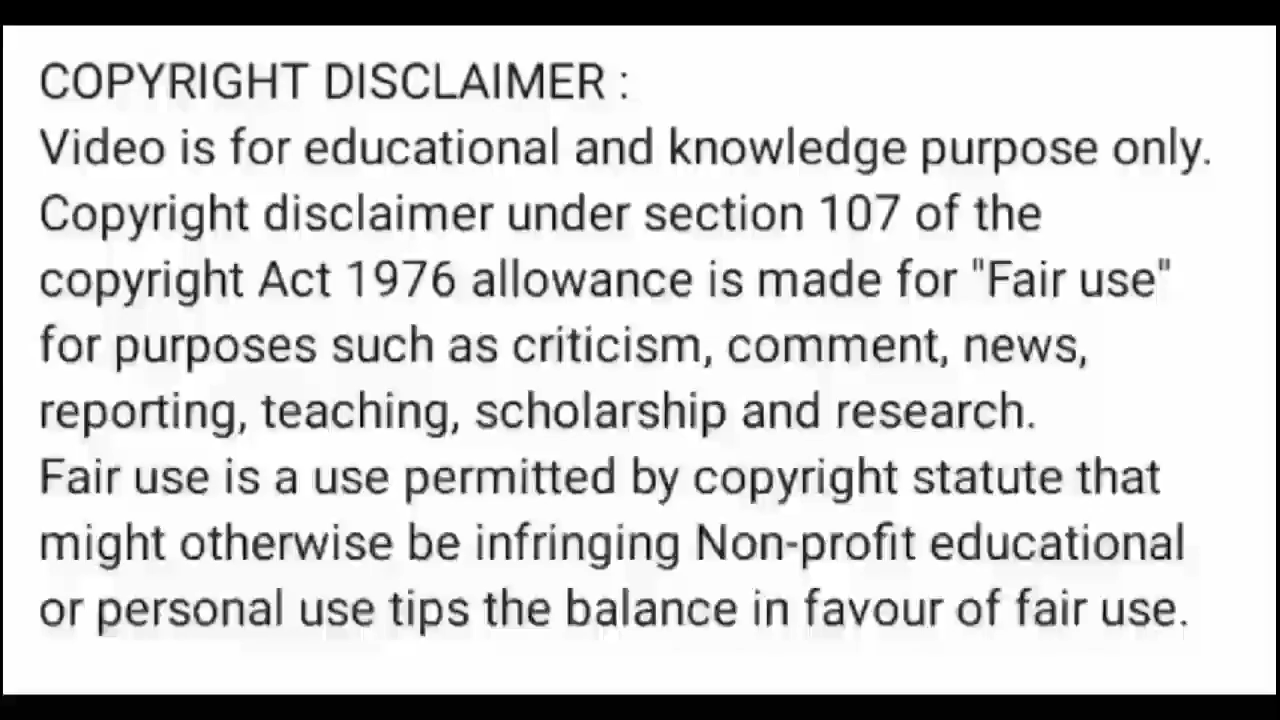 COPYRIGHT DISCLAIMER :
Video is for educational and knowledge purpose only.
Copyright disclaimer under section 107 of the
copyright Act 1976 allowance is made for "Fair use"
for purposes such as criticism, comment, news,
reporting, teaching, scholarship and research.
Fair use is a use permitted by copyright statute that
might otherwise be infringing Non-profit educational
or personal use tips the balance in favour of fair use.